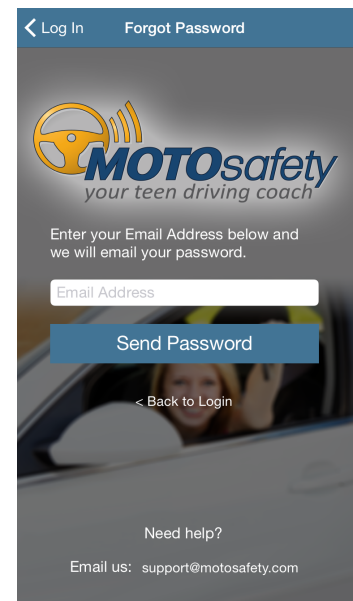 Log In Forgot Password
MOTOsafety
your teen driving coach
Enter your Email Address below and
we will email your password.
Email Address
Send Password
< Back to Login
Need help?
Email us: support@motosafety.com